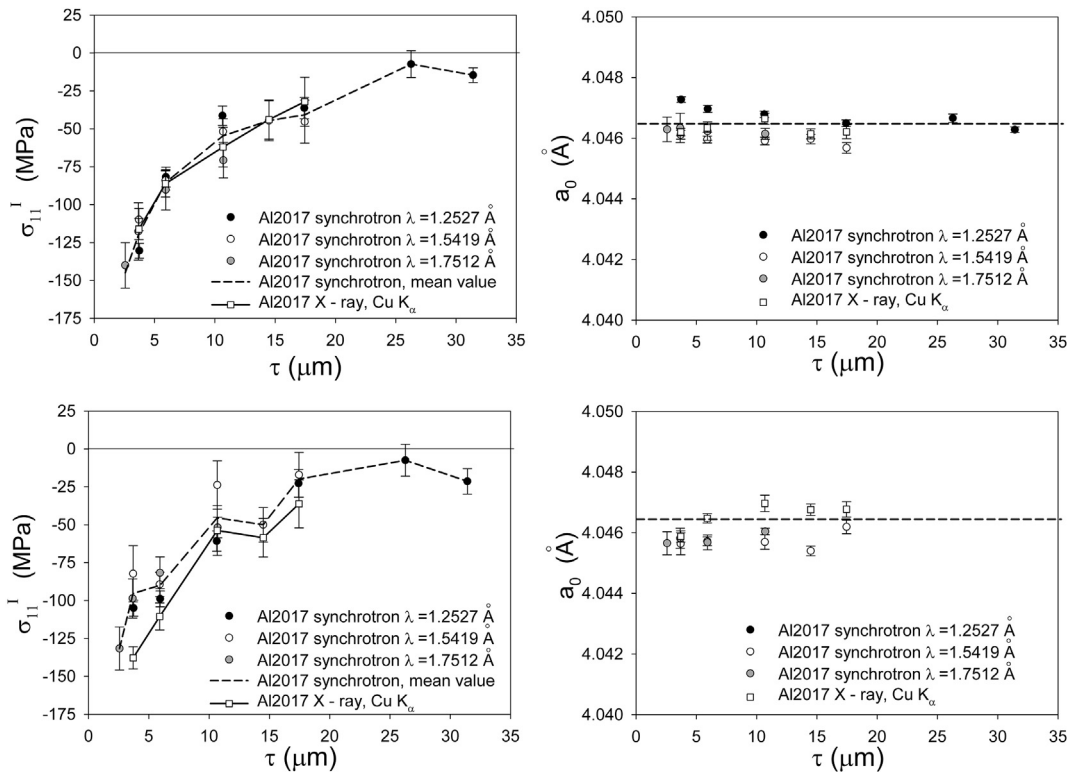 25
0
-25
-50
-75
-100
-125
-150
-175
σ₁₁ᴵ (MPa)
Al2017 synchrotron λ =1.2527 Å
Al2017 synchrotron λ =1.5419 Å
Al2017 synchrotron λ =1.7512 Å
Al2017 synchrotron, mean value
Al2017 X - ray, Cu Kα
0 5 10 15 20 25 30 35
τ (μm)
4.050
4.048
4.046
4.044
4.042
4.040
a₀ (Å)
Al2017 synchrotron λ =1.2527 Å
Al2017 synchrotron λ =1.5419 Å
Al2017 synchrotron λ =1.7512 Å
Al2017 X - ray, Cu Kα
0 5 10 15 20 25 30 35
τ (μm)
25
0
-25
-50
-75
-100
-125
-150
-175
σ₁₁ᴵ (MPa)
Al2017 synchrotron λ =1.2527 Å
Al2017 synchrotron λ =1.5419 Å
Al2017 synchrotron λ =1.7512 Å
Al2017 synchrotron, mean value
Al2017 X - ray, Cu Kα
0 5 10 15 20 25 30 35
τ (μm)
4.050
4.048
4.046
4.044
4.042
4.040
a₀ (Å)
Al2017 synchrotron λ =1.2527 Å
Al2017 synchrotron λ =1.5419 Å
Al2017 synchrotron λ =1.7512 Å
Al2017 X - ray, Cu Kα
0 5 10 15 20 25 30 35
τ (μm)